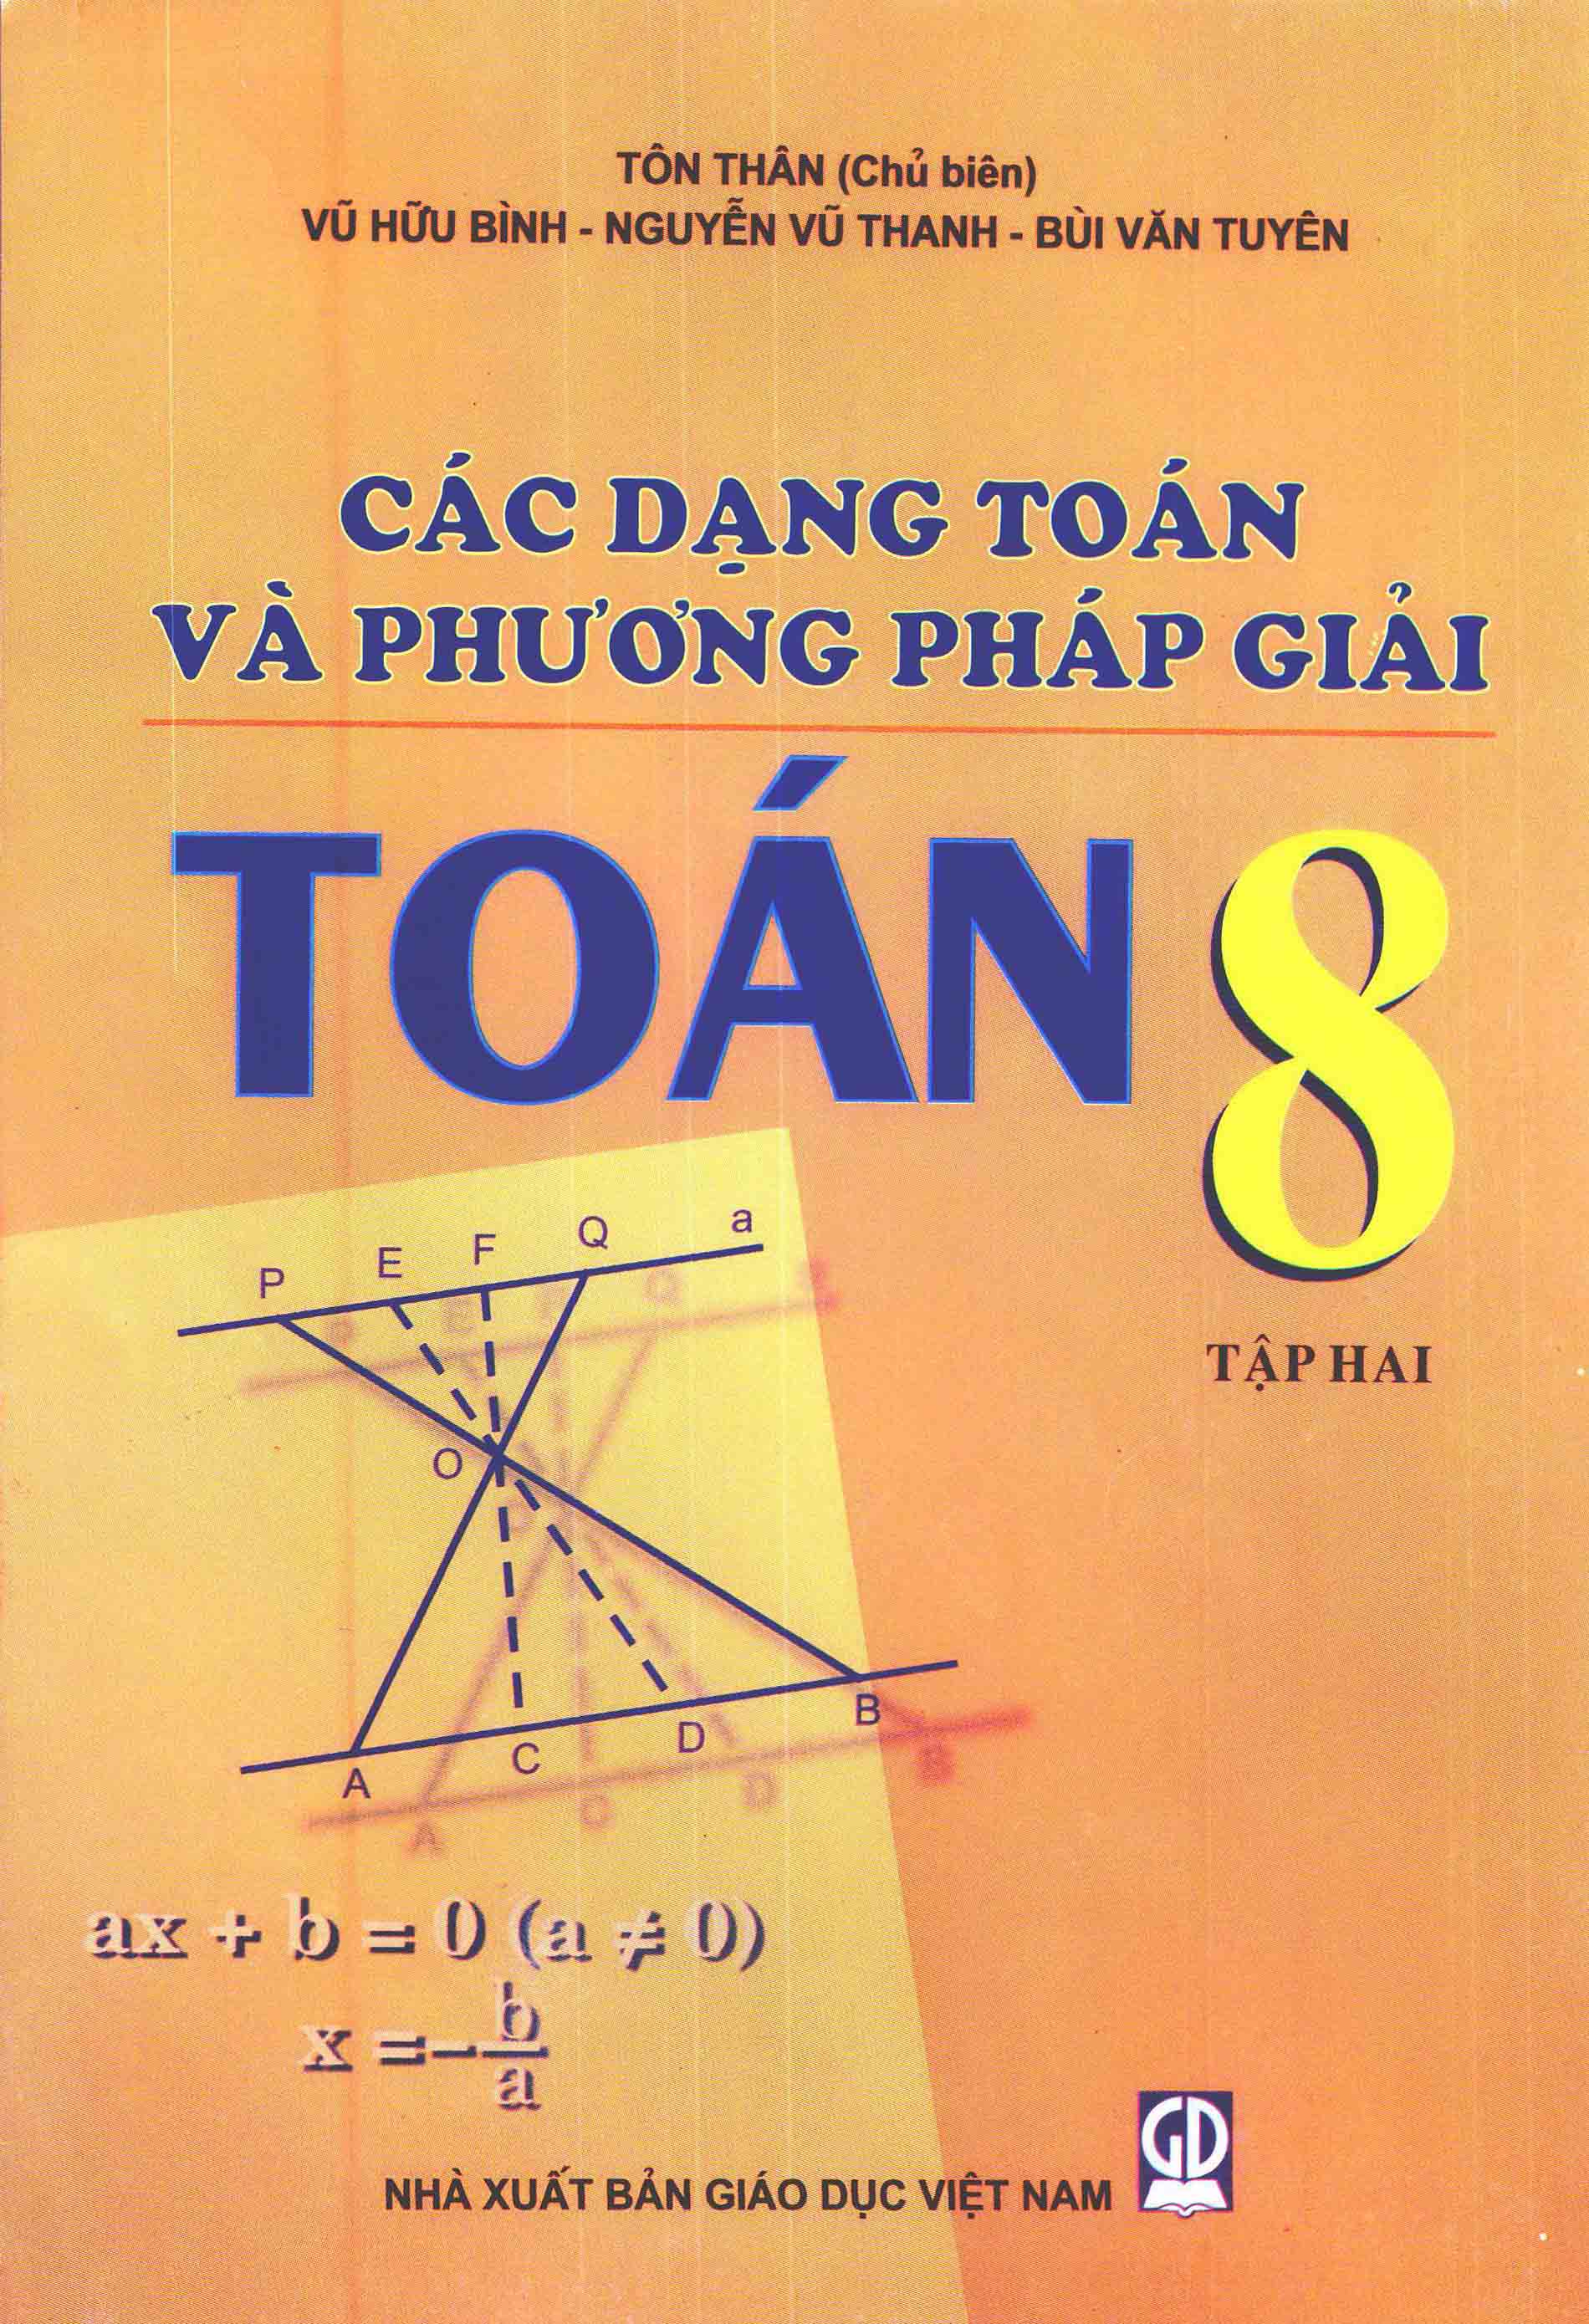 TÔN THÂN (Chủ biên)
VŨ HỮU BÌNH - NGUYỄN VŨ THANH - BÙI VĂN TUYÊN
CÁC DẠNG TOÁN
VÀ PHƯƠNG PHÁP GIẢI
TOÁN 8
TẬP HAI
P E F Q a
O
A C D B
ax + b = 0 (a ≠ 0)
x = -b/a
NHÀ XUẤT BẢN GIÁO DỤC VIỆT NAM
GD